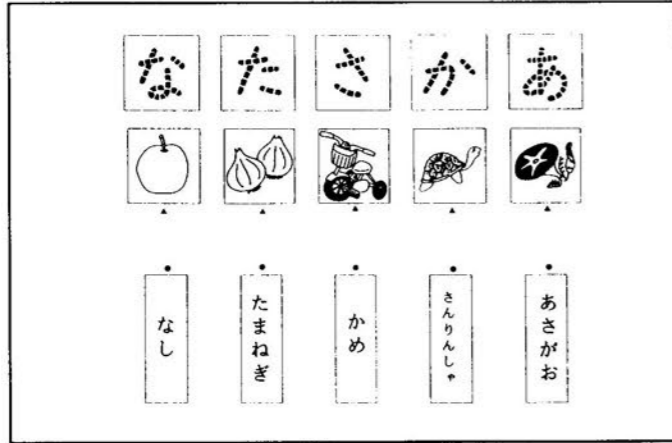 あ
か
さ
た
な
あさがお
さんりんしゃ
かめ
たまねぎ
なし